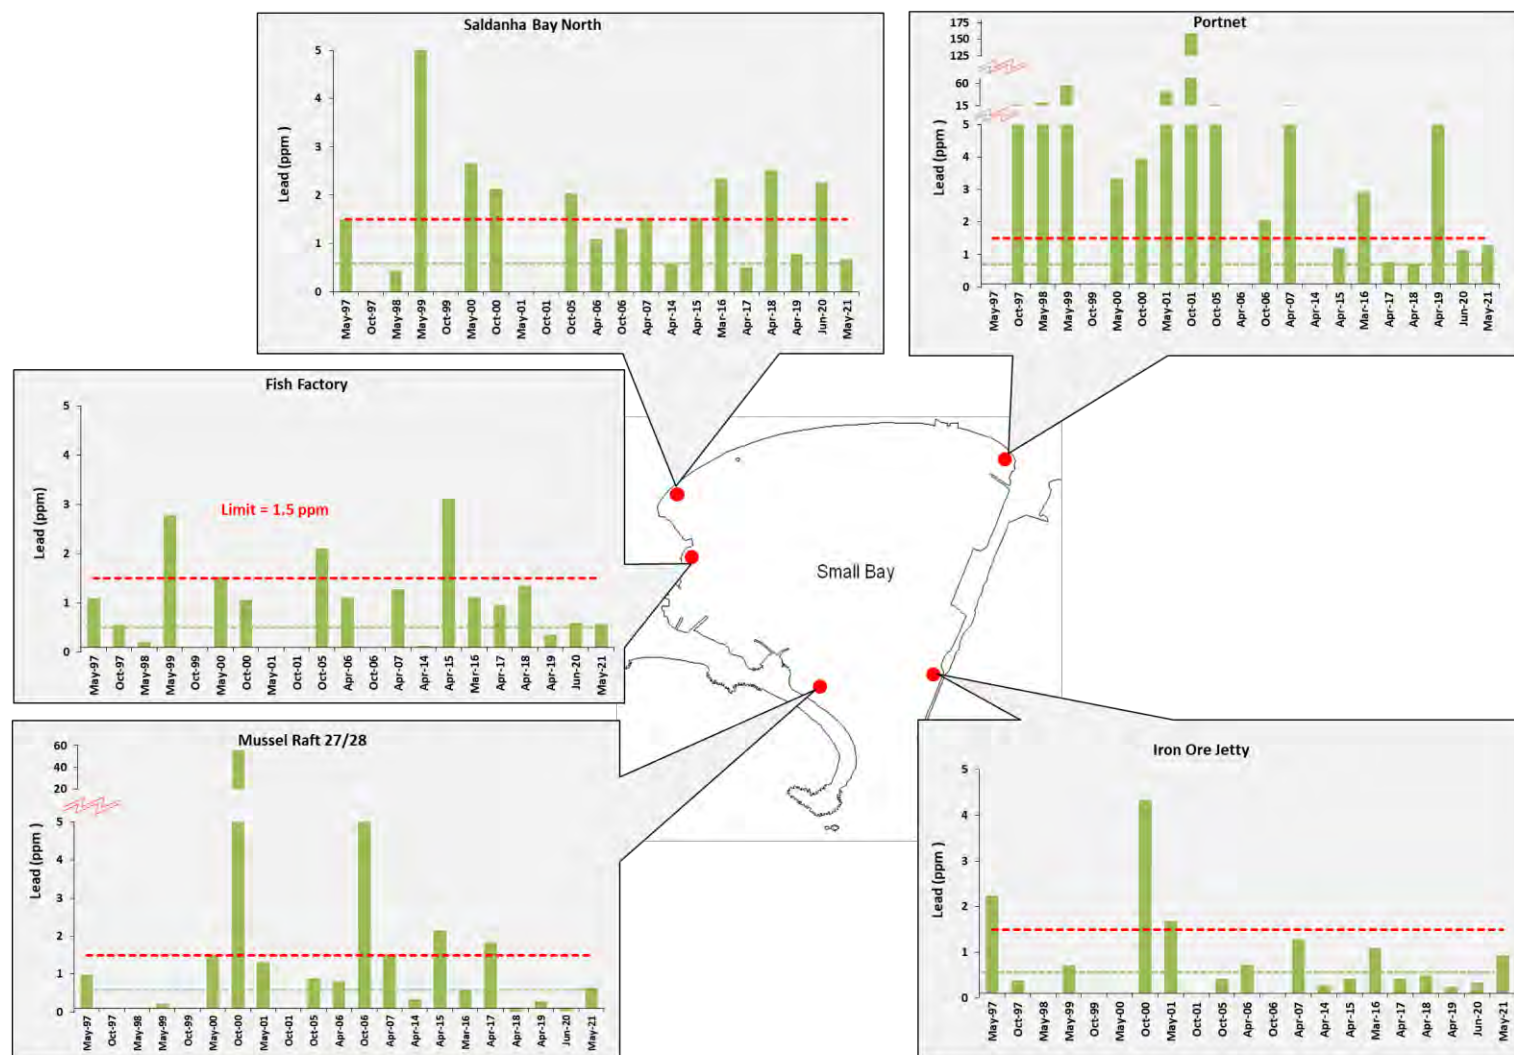 Saldanha Bay North
Lead (ppm )
5
4
5
2
1
0
May-97
Oct-97
May-98
May-99
Oct-99
May-00
Oct-00
May-01
Oct-01
Oct-05
Apr-06
Oct-06
Apr-07
Apr-14
Apr-15
Mar-16
Apr-17
Apr-18
Apr-19
Jun-20
May-21
Portnet
Lead (ppm )
175
150
125
60
15
5
4
3
2
1
0
May-97
Oct-97
May-98
May-99
Oct-99
May-00
Oct-00
May-01
Oct-01
Oct-05
Apr-06
Oct-06
Apr-07
Apr-14
Apr-15
Mar-16
Apr-17
Apr-18
Apr-19
Jun-20
May-21
Fish Factory
Lead (ppm)
5
4
3
2
1
0
Limit = 1.5 ppm
May-97
Oct-97
May-98
May-99
Oct-99
May-00
Oct-00
May-01
Oct-01
Oct-05
Apr-06
Oct-06
Apr-07
Apr-14
Apr-15
Mar-16
Apr-17
Apr-18
Apr-19
Jun-20
May-21
Small Bay
Mussel Raft 27/28
Lead (ppm )
60
40
20
5
4
3
2
1
0
May-97
Oct-97
May-98
May-99
Oct-99
May-00
Oct-00
May-01
Oct-01
Oct-05
Apr-06
Oct-06
Apr-07
Apr-14
Apr-15
Mar-16
Apr-17
Apr-18
Apr-19
Jun-20
May-21
Iron Ore Jetty
Lead (ppm )
5
4
3
2
1
0
May-97
Oct-97
May-98
May-99
Oct-99
May-00
Oct-00
May-01
Oct-01
Oct-05
Apr-06
Oct-06
Apr-07
Apr-14
Apr-15
Mar-16
Apr-17
Apr-18
Apr-19
Jun-20
May-21